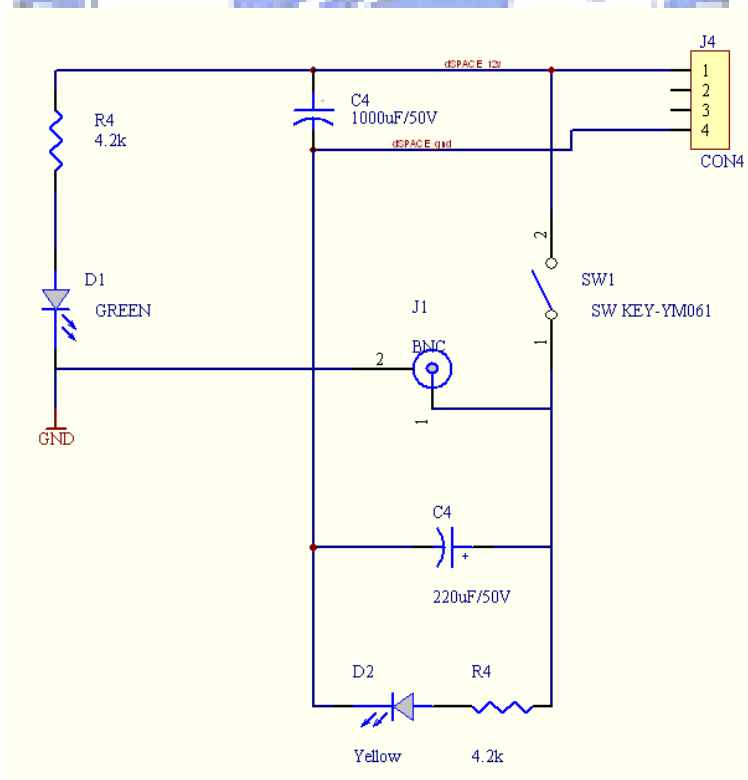 J4
dSPACE 12v
1
2
3
4
CON4
C4
1000uF/50V
dSPACE gnd
R4
4.2k
D1
GREEN
GND
2
SW1
SW KEY-YM061
1
J1
BNC
2
1
C4
+
220uF/50V
D2
R4
Yellow
4.2k